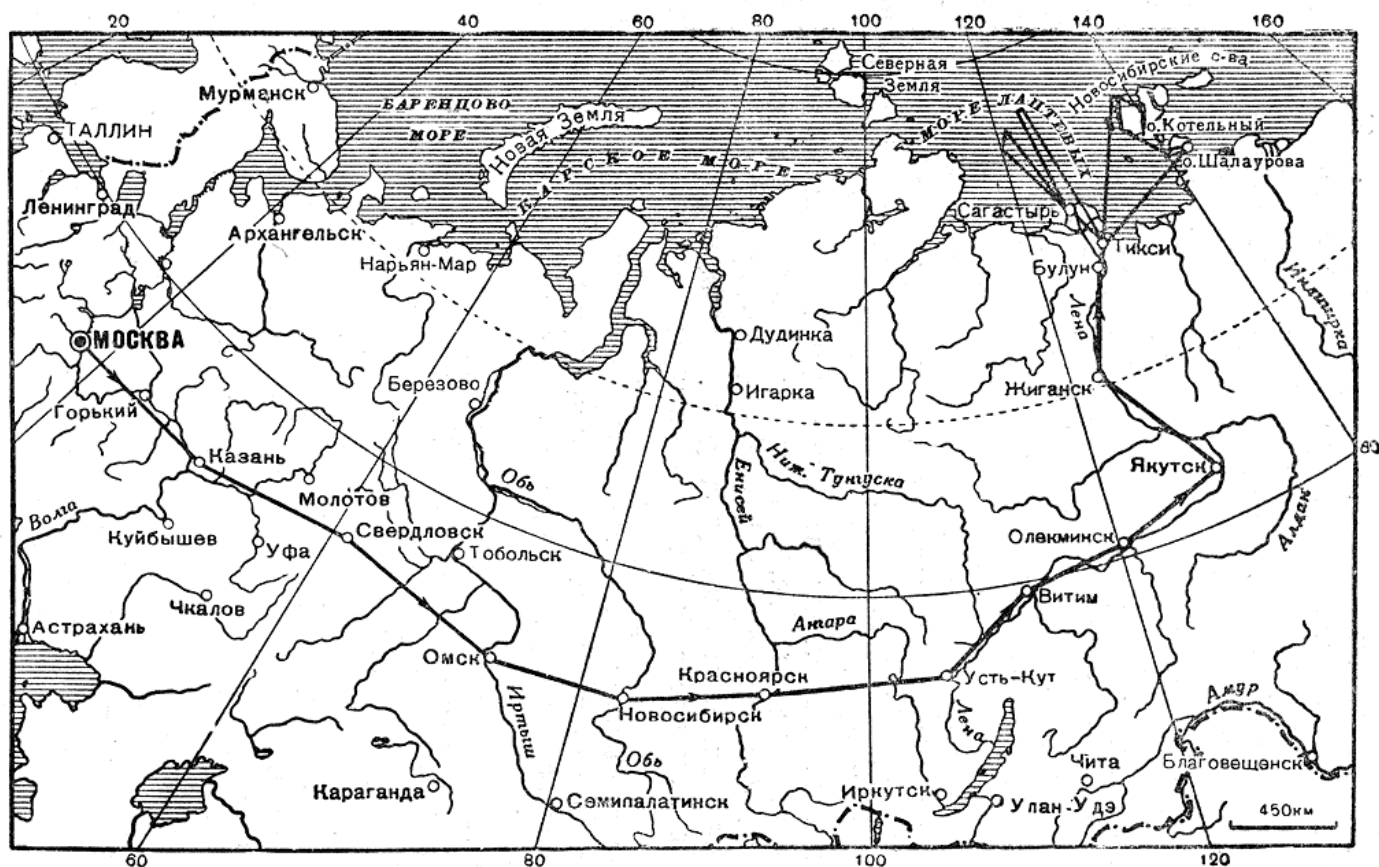 20 40 60 80 100 120 140 160
Северная
Земля
Новосибирские о-ва
Мурманск
БАРЕНЦОВО
МОРЕ
Новая Земля
КАРСКОЕ МОРЕ
МОРЕ ЛАПТЕВЫХ
о. Котельный
о. Шалаурова
ТАЛЛИН
Ленинград
Архангельск
Нарьян-Мар
Сагастырь
Тикси
Булун
Лена
Индигирка
МОСКВА
Дудинка
Березово
Игарка
Жиганск
Горький
Казань
Молотов
Обь
Енисей
Ниж. Тунгуска
Якутск
80
Волга
Куйбышев
Уфа
Свердловск
Тобольск
Олекминск
Алдан
Чкалов
Витим
Астрахань
Ангара
Омск
Красноярск
Усть-Кут
Иртыш
Новосибирск
Лена
Амур
Обь
Чита
Благовещенск
Караганда
Семипалатинск
Иркутск
Улан-Удэ
450км
60 80 100 120